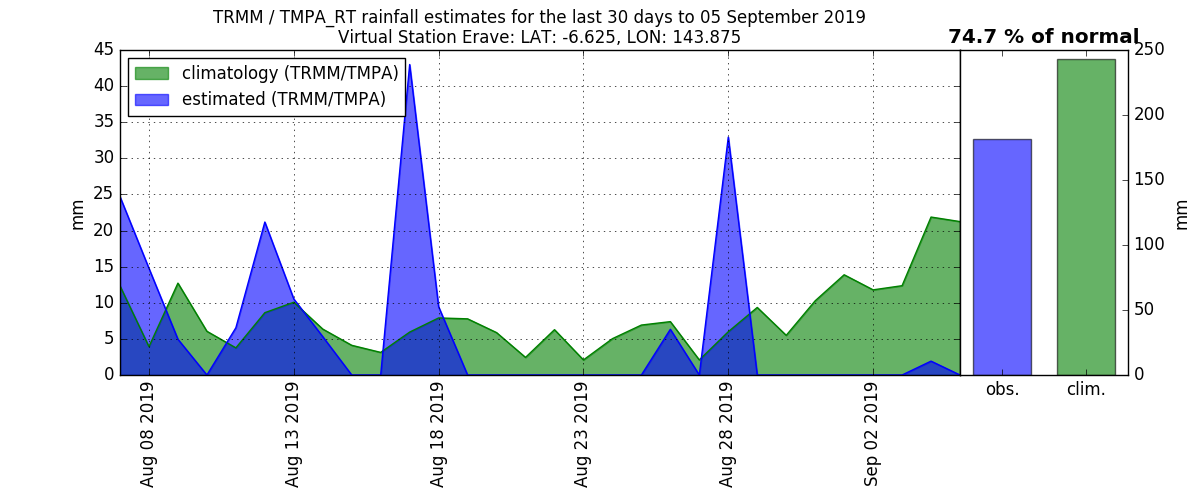 TRMM / TMPA_RT rainfall estimates for the last 30 days to 05 September 2019
Virtual Station Erave: LAT: -6.625, LON: 143.875
74.7 % of normal
climatology (TRMM/TMPA)
estimated (TRMM/TMPA)
mm
45
40
35
30
25
20
15
10
5
0
Aug 08 2019
Aug 13 2019
Aug 18 2019
Aug 23 2019
Aug 28 2019
Sep 02 2019
obs.
clim.
250
200
150
100
50
0
mm